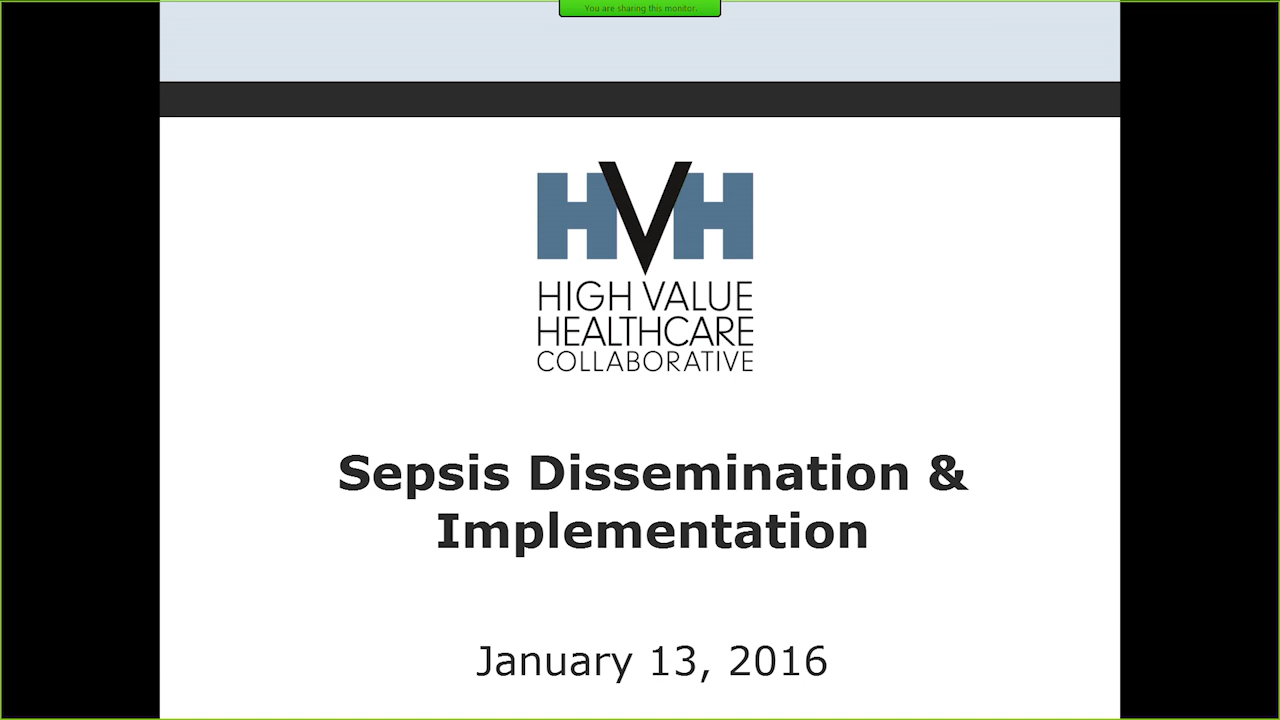 You are sharing this monitor.
HVH
HIGH VALUE
HEALTHCARE
COLLABORATIVE
Sepsis Dissemination &
Implementation
January 13, 2016